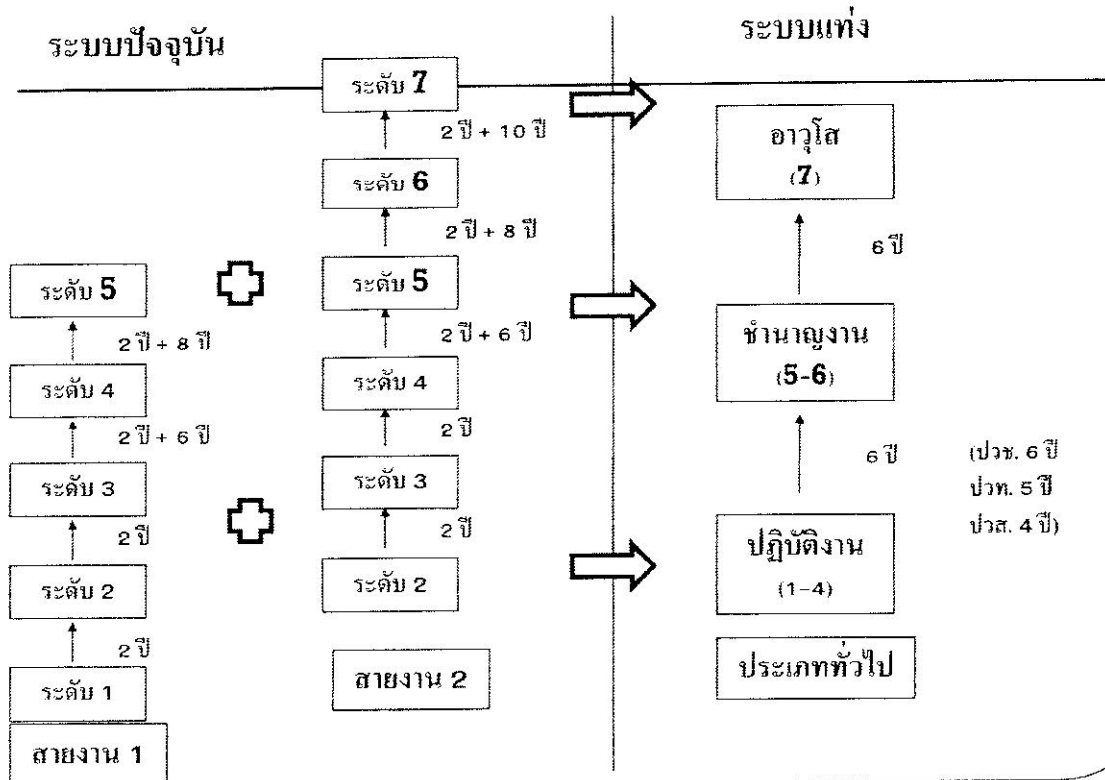 ระบบปัจจุบัน
ระดับ 5
2 ปี + 8 ปี
ระดับ 4
2 ปี + 6 ปี
ระดับ 3
2 ปี
ระดับ 2
2 ปี
ระดับ 1
สายงาน 1
ระดับ 7
2 ปี + 10 ปี
ระดับ 6
2 ปี + 8 ปี
ระดับ 5
2 ปี + 6 ปี
ระดับ 4
2 ปี
ระดับ 3
2 ปี
ระดับ 2
สายงาน 2
ระบบแท่ง
อาวุโส
(7)
6 ปี
ชำนาญงาน
(5-6)
6 ปี
(ปวช. 6 ปี
ปวท. 5 ปี
ปวส. 4 ปี)
ปฏิบัติงาน
(1-4)
ประเภททั่วไป